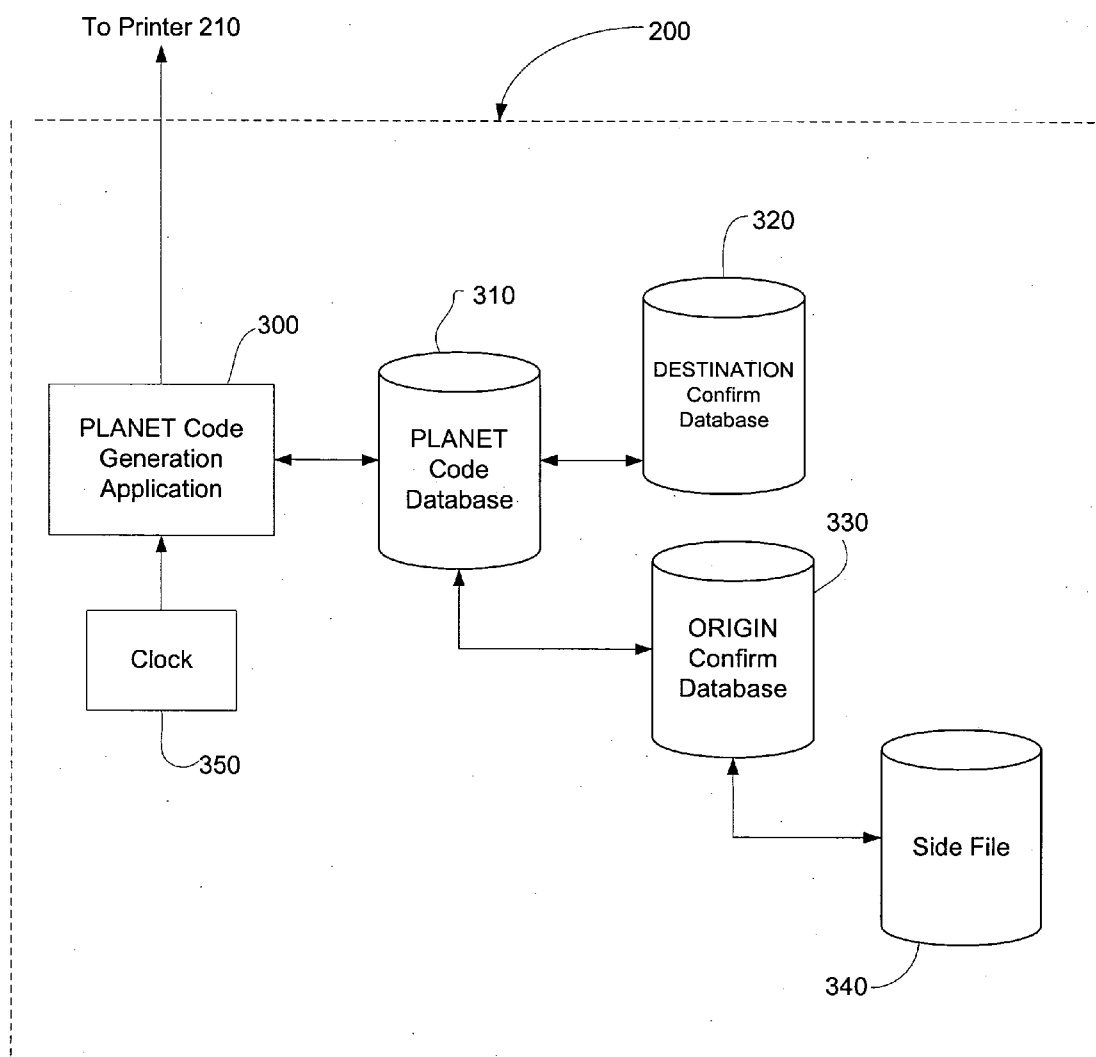 To Printer 210
200
320
310
300
DESTINATION
Confirm
Database
PLANET Code
Generation
Application
PLANET
Code
Database
330
ORIGIN
Confirm
Database
Clock
350
Side File
340